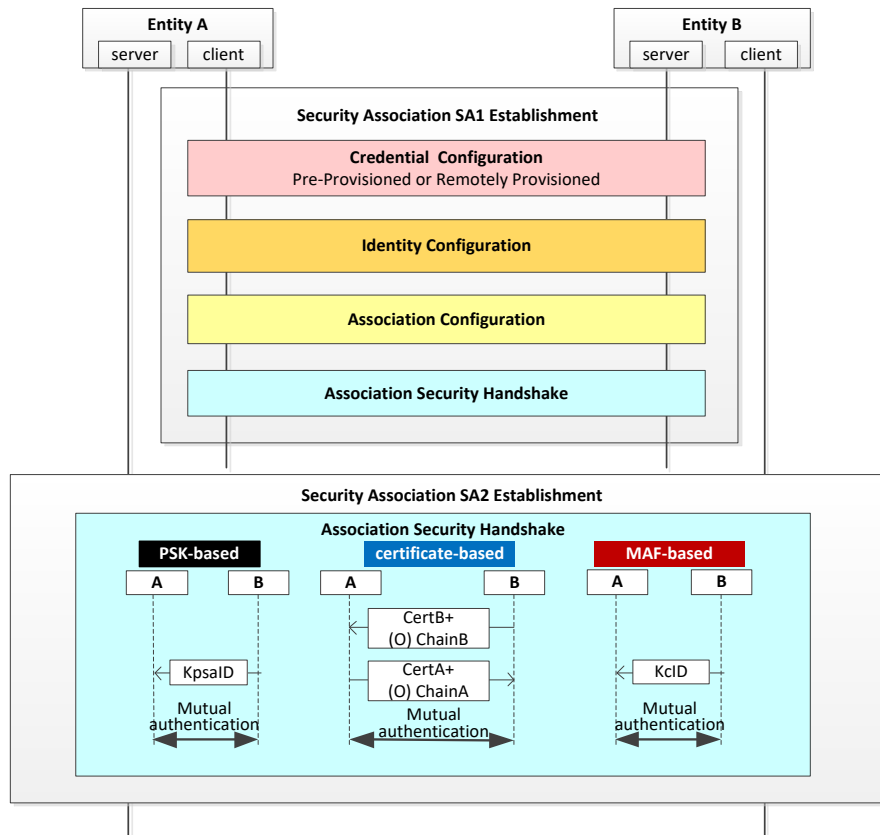 Entity A
server client
Entity B
server client
Security Association SA1 Establishment
Credential Configuration
Pre-Provisioned or Remotely Provisioned
Identity Configuration
Association Configuration
Association Security Handshake
Security Association SA2 Establishment
Association Security Handshake
PSK-based
A B
KpsaID
Mutual
authentication
certificate-based
A B
CertB+
(O) ChainB
CertA+
(O) ChainA
Mutual
authentication
MAF-based
A B
KcID
Mutual
authentication